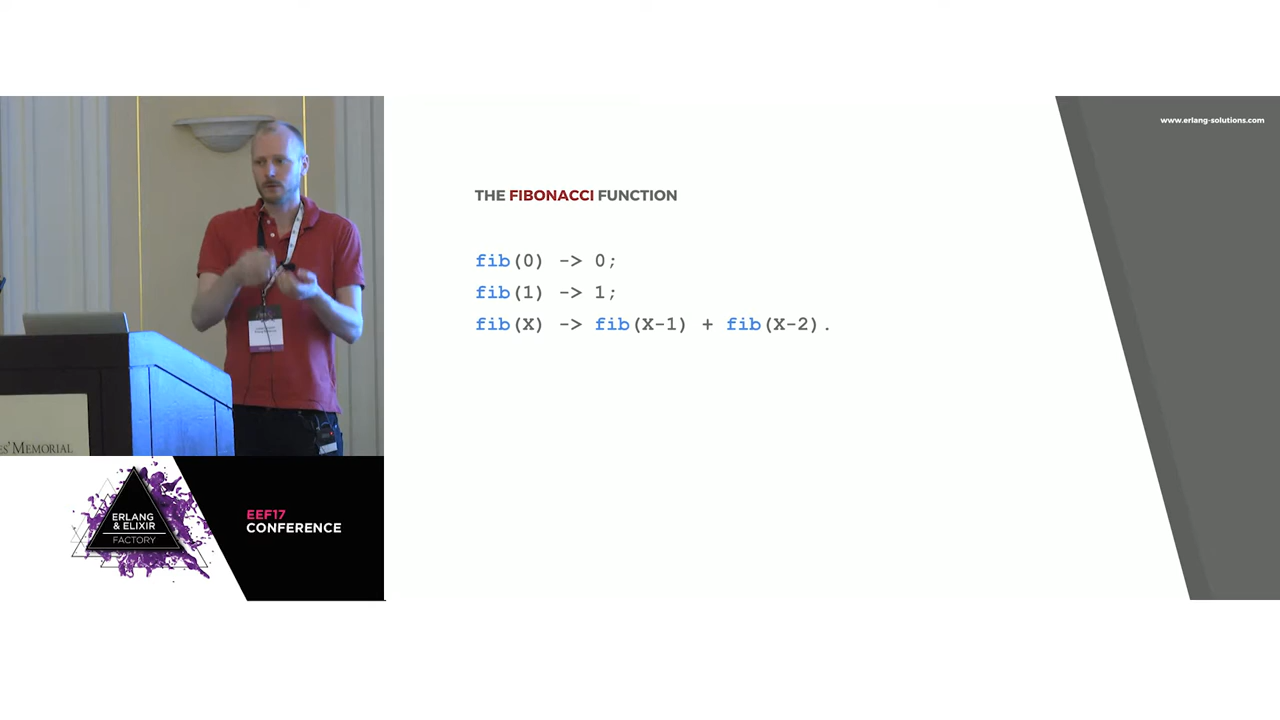 www.erlang-solutions.com
THE FIBONACCI FUNCTION
fib(0) -> 0;
fib(1) -> 1;
fib(X) -> fib(X-1) + fib(X-2).
ES' MEMORIAL
ERLANG
& ELIXIR
FACTORY
EEF17
CONFERENCE